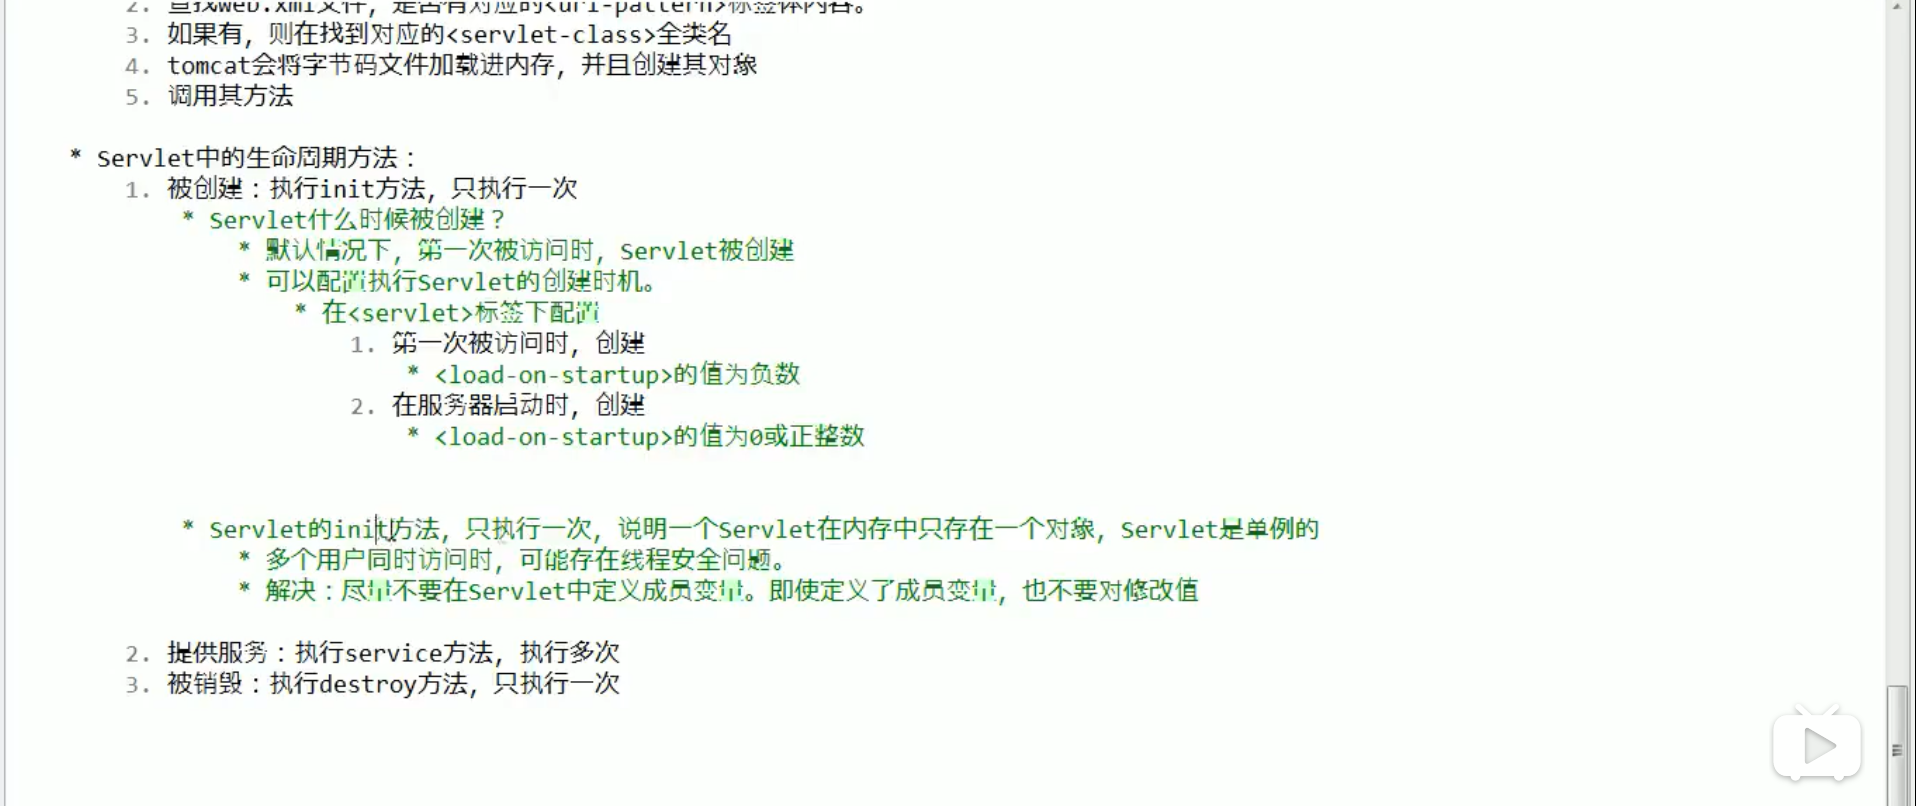 2. 查找web.xml文件，是否有对应的<url-pattern>标签体内容。
3. 如果有，则在找到对应的<servlet-class>全类名
4. tomcat会将字节码文件加载进内存，并且创建其对象
5. 调用其方法
* Servlet中的生命周期方法：
1. 被创建：执行init方法，只执行一次
* Servlet什么时候被创建？
* 默认情况下，第一次被访问时，Servlet被创建
* 可以配置执行Servlet的创建时机。
* 在<servlet>标签下配置
1. 第一次被访问时，创建
* <load-on-startup>的值为负数
2. 在服务器启动时，创建
* <load-on-startup>的值为0或正整数
* Servlet的init方法，只执行一次，说明一个Servlet在内存中只存在一个对象，Servlet是单例的
* 多个用户同时访问时，可能存在线程安全问题。
* 解决：尽量不要在Servlet中定义成员变量。即使定义了成员变量，也不要对修改值
2. 提供服务：执行service方法，执行多次
3. 被销毁：执行destroy方法，只执行一次